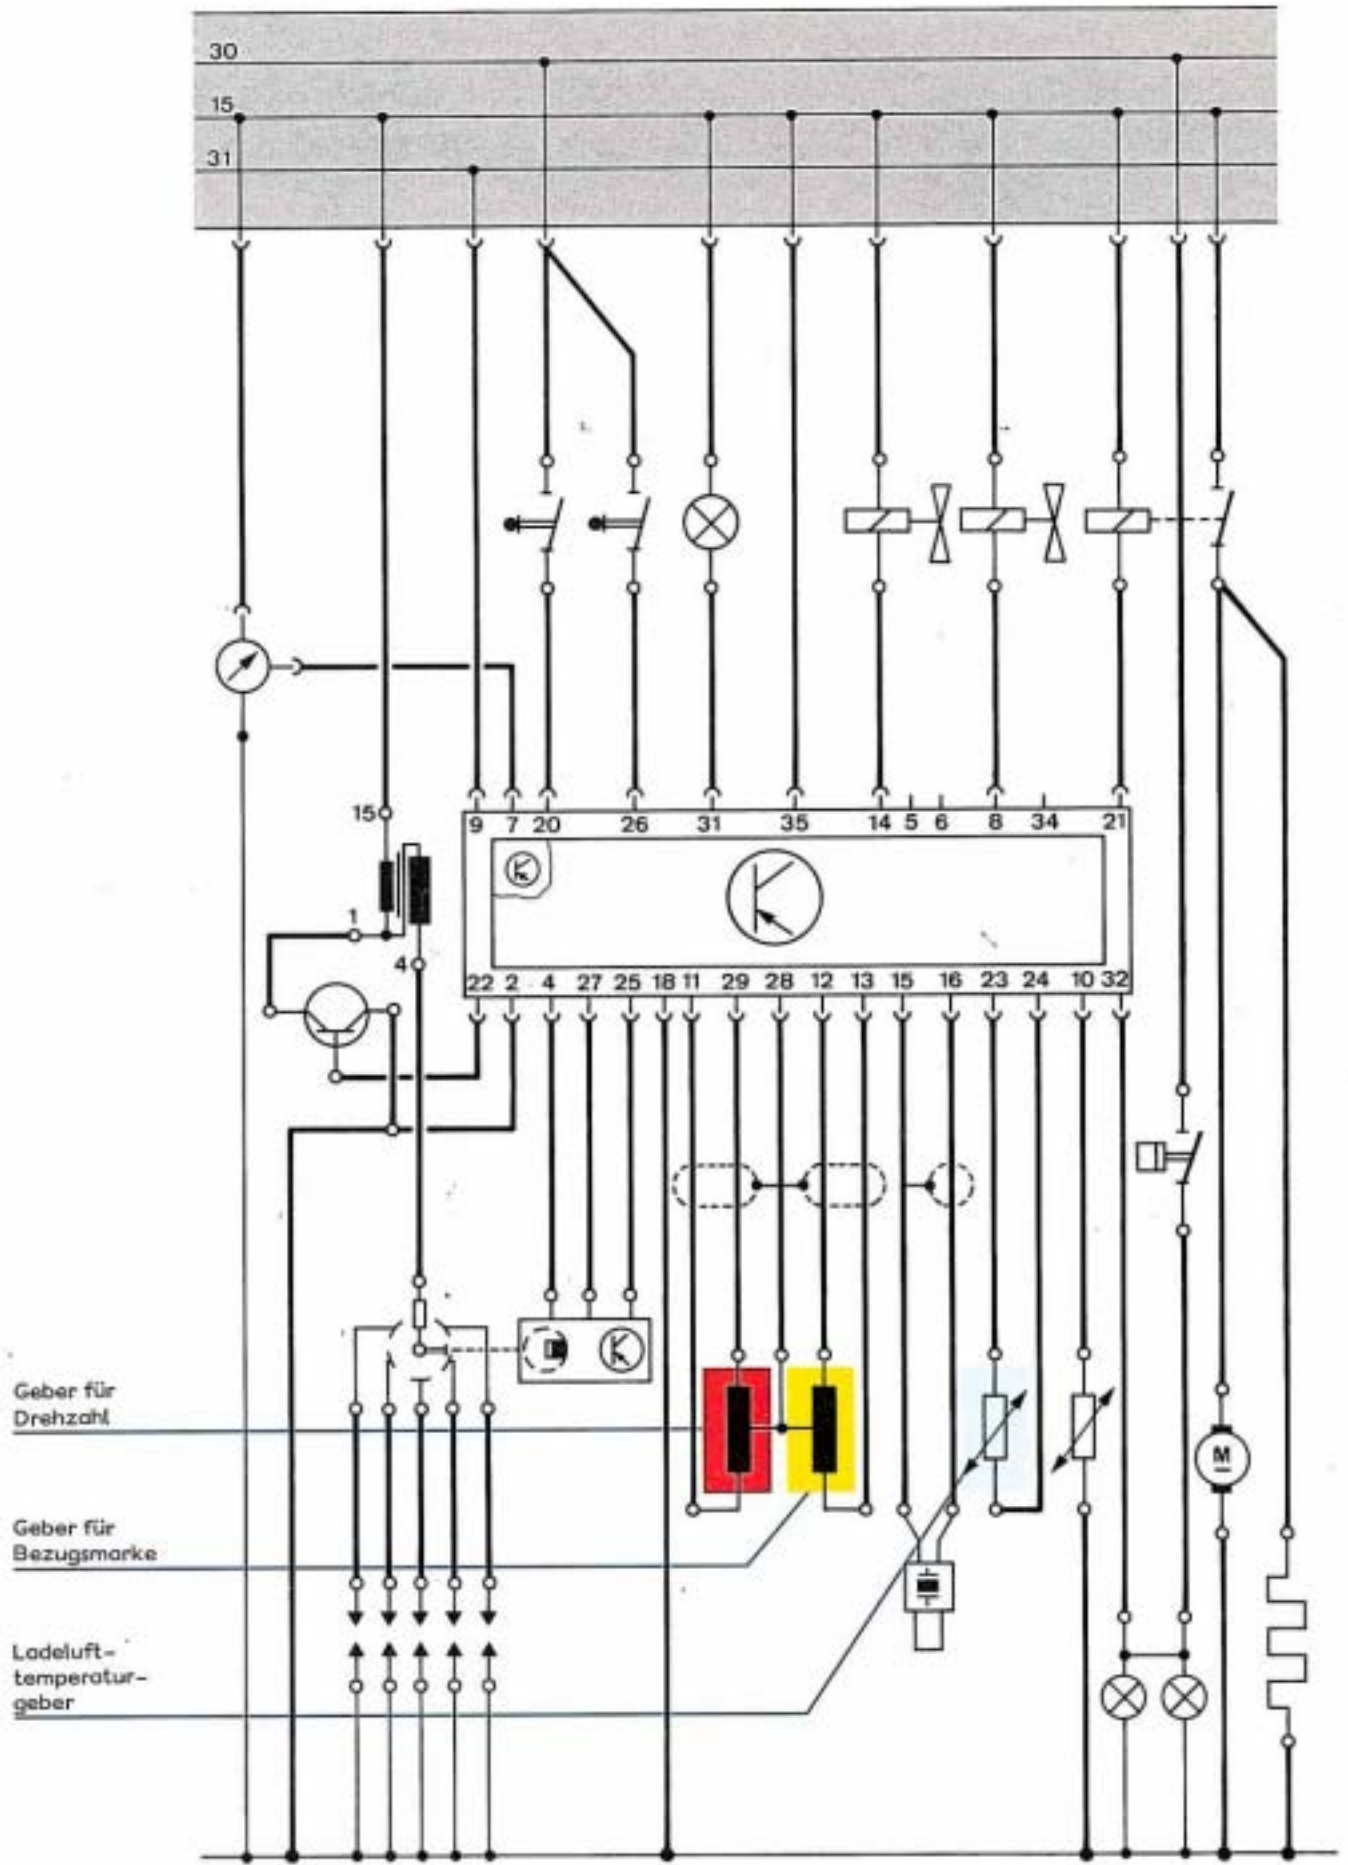 30
15
31
15
9 7 20 26 31 35 14 5 6 8 34 21
1
4
22 2 4 27 25 18 11 29 28 12 13 15 16 23 24 10 32
Geber für
Drehzahl
M
Geber für
Bezugsmarke
Ladeluft-
temperatur-
geber